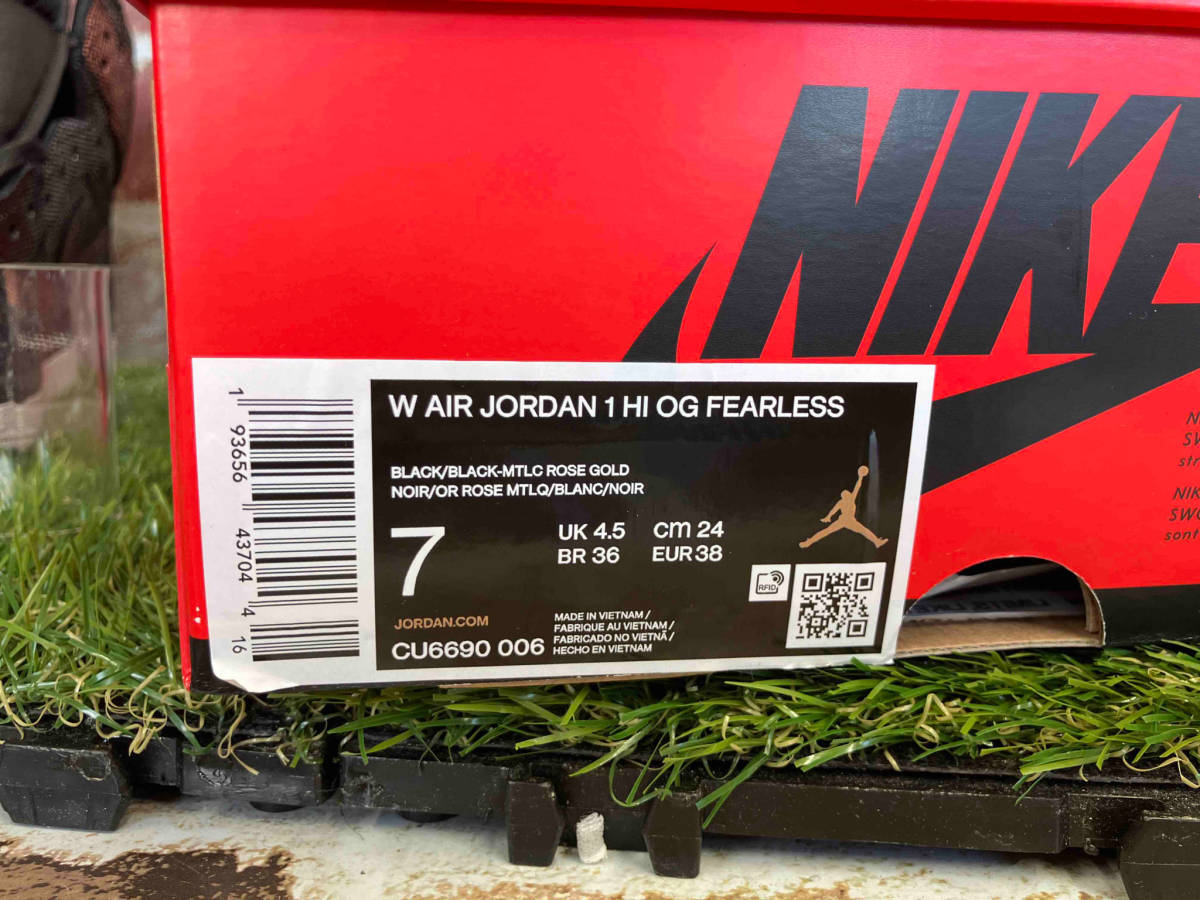 NIKE
W AIR JORDAN 1 HI OG FEARLESS
BLACK/BLACK-MTLC ROSE GOLD
NOIR/OR ROSE MTLQ/BLANC/NOIR
7
UK 4.5 CM 24
BR 36 EUR 38
RFID
JORDAN.COM
CU6690 006
MADE IN VIETNAM /
FABRIQUE AU VIETNAM /
FABRICADO NO VIETNÃ /
HECHO EN VIETNAM
1 93656 43704 4 16